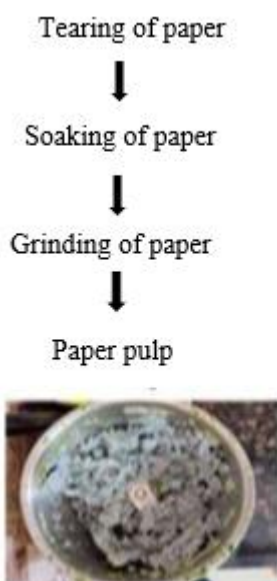 Tearing of paper
Soaking of paper
Grinding of paper
Paper pulp